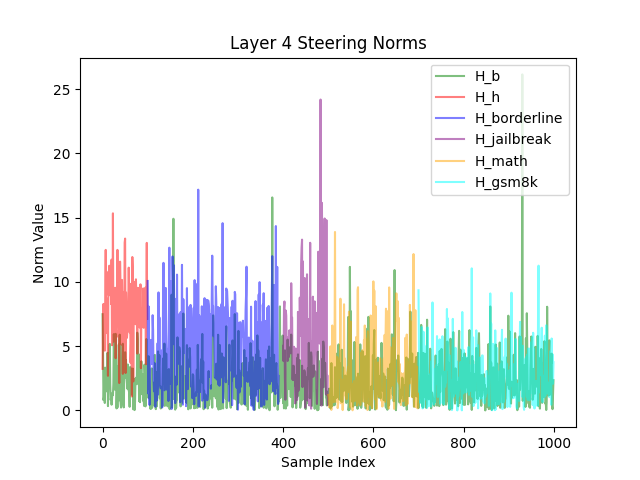 Layer 4 Steering Norms
Norm Value
25
20
15
10
5
0
H_b
H_h
H_borderline
H_jailbreak
H_math
H_gsm8k
0 200 400 600 800 1000
Sample Index